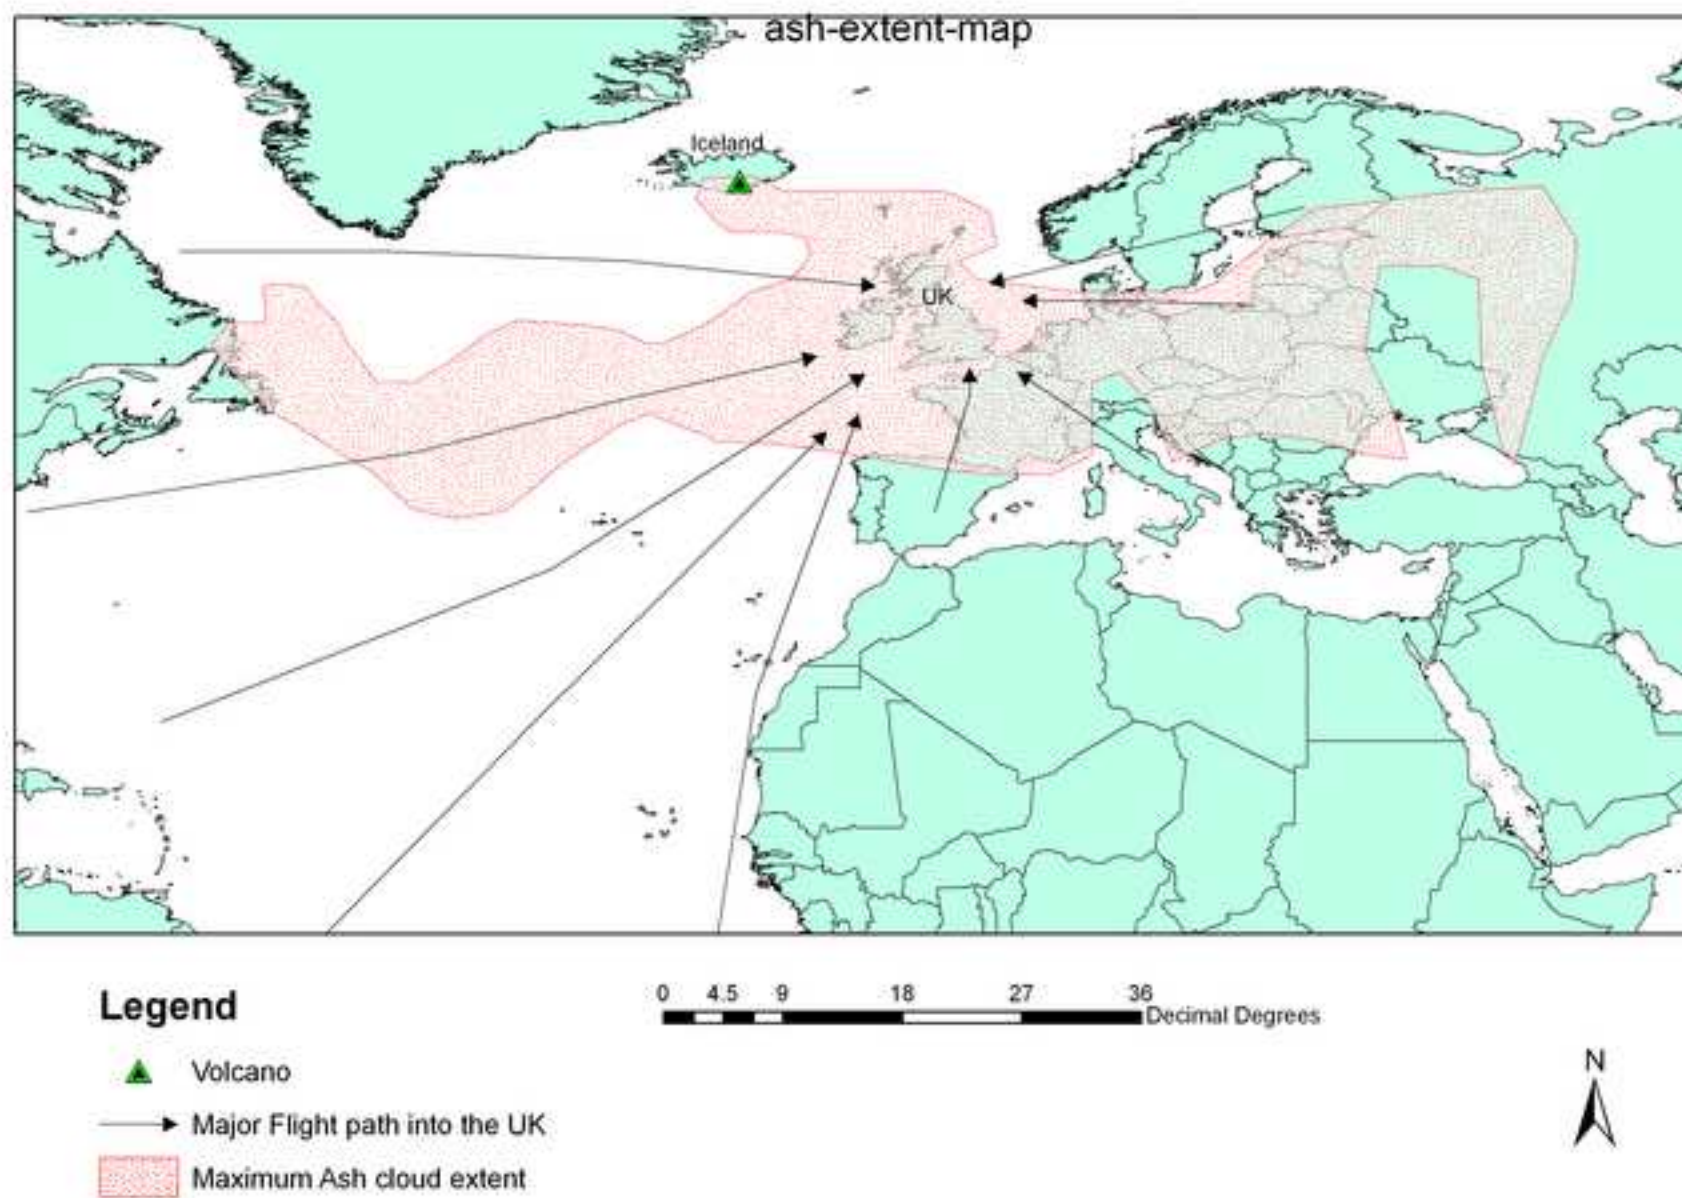 ash-extent-map
Iceland
UK
Legend
0 4.5 9 18 27 36
Decimal Degrees
Volcano
Major Flight path into the UK
Maximum Ash cloud extent
N